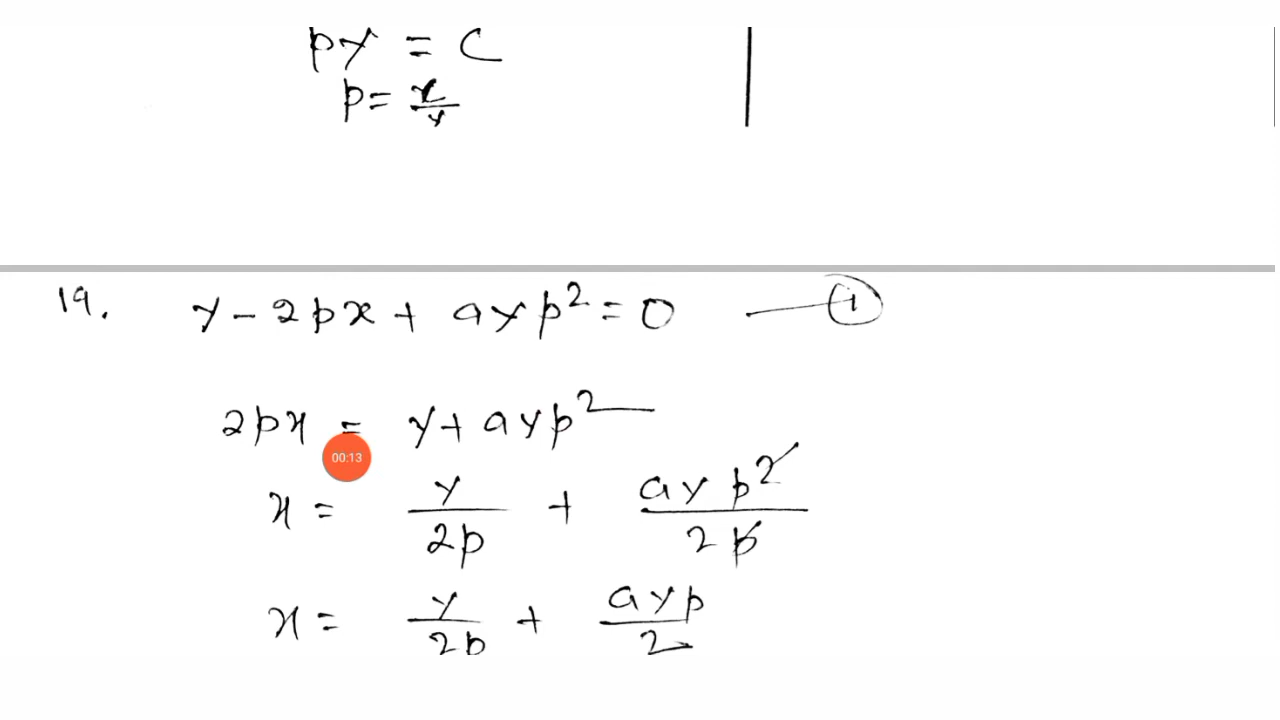 py = c
p = x/y
19. y - 2px + ayp² = 0 — (1)
2px = y + ayp²
00:13
x = y/2p + ayp²/2p
x = y/2p + ayp/2